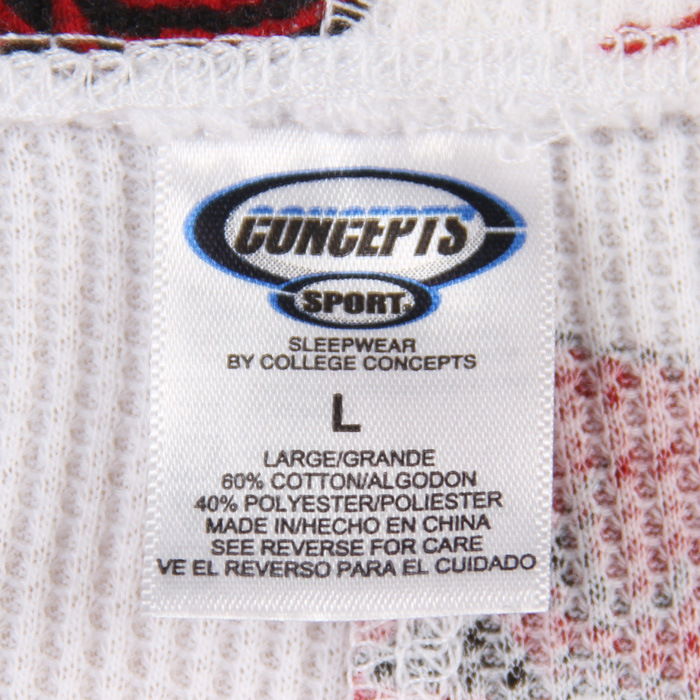 CONCEPTS
SPORT
SLEEPWEAR
BY COLLEGE CONCEPTS
L
LARGE/GRANDE
60% COTTON/ALGODON
40% POLYESTER/POLIESTER
MADE IN/HECHO EN CHINA
SEE REVERSE FOR CARE
VE EL REVERSO PARA EL CUIDADO